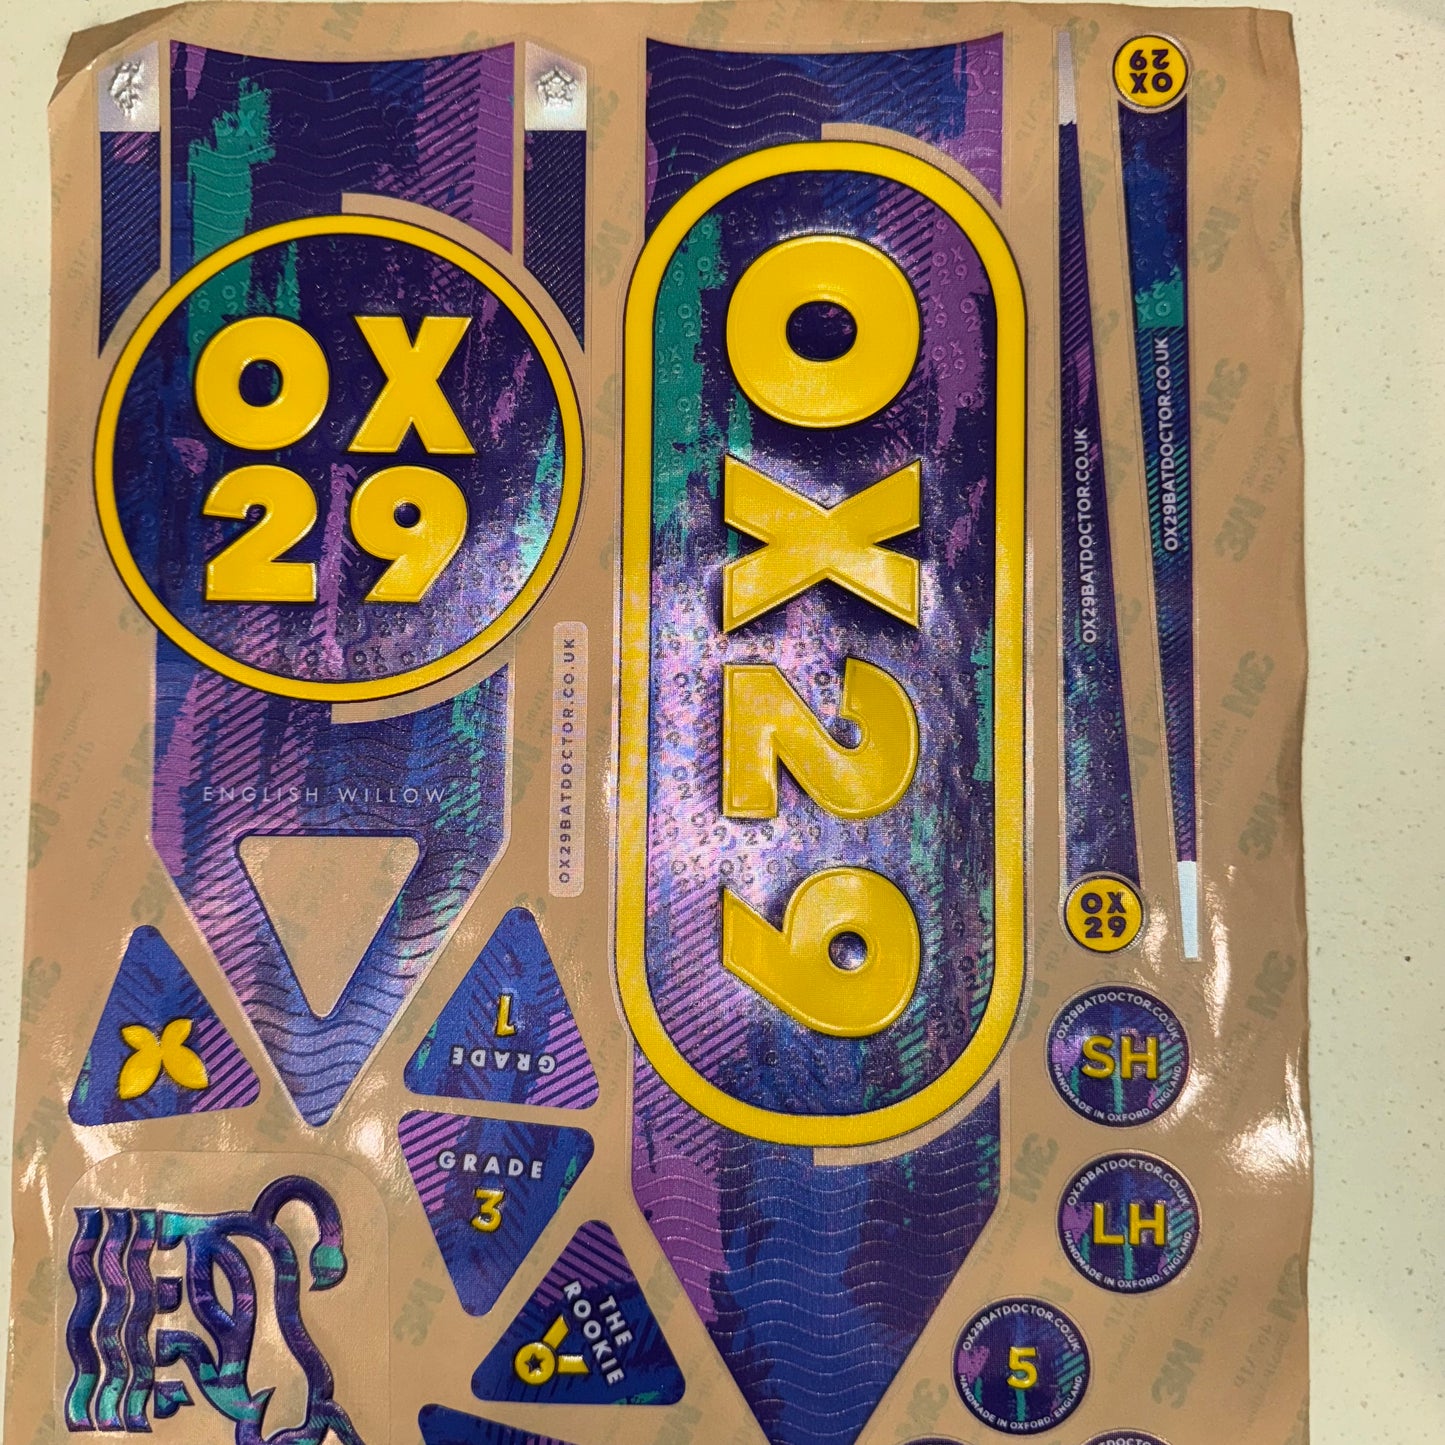 OX
29
ENGLISH WILLOW
OX29BATDOCTOR.CO.UK
OX29
OX29BATDOCTOR.CO.UK
OX
29
OX
29
OX29BATDOCTOR.CO.UK
GRADE
1
GRADE
3
THE
ROOKIE
OX29BATDOCTOR.CO.UK
SH
HANDMADE IN OXFORD, ENGLAND
OX29BATDOCTOR.CO.UK
LH
HANDMADE IN OXFORD, ENGLAND
OX29BATDOCTOR.CO.UK
5
HANDMADE IN OXFORD, ENGLAND
3M